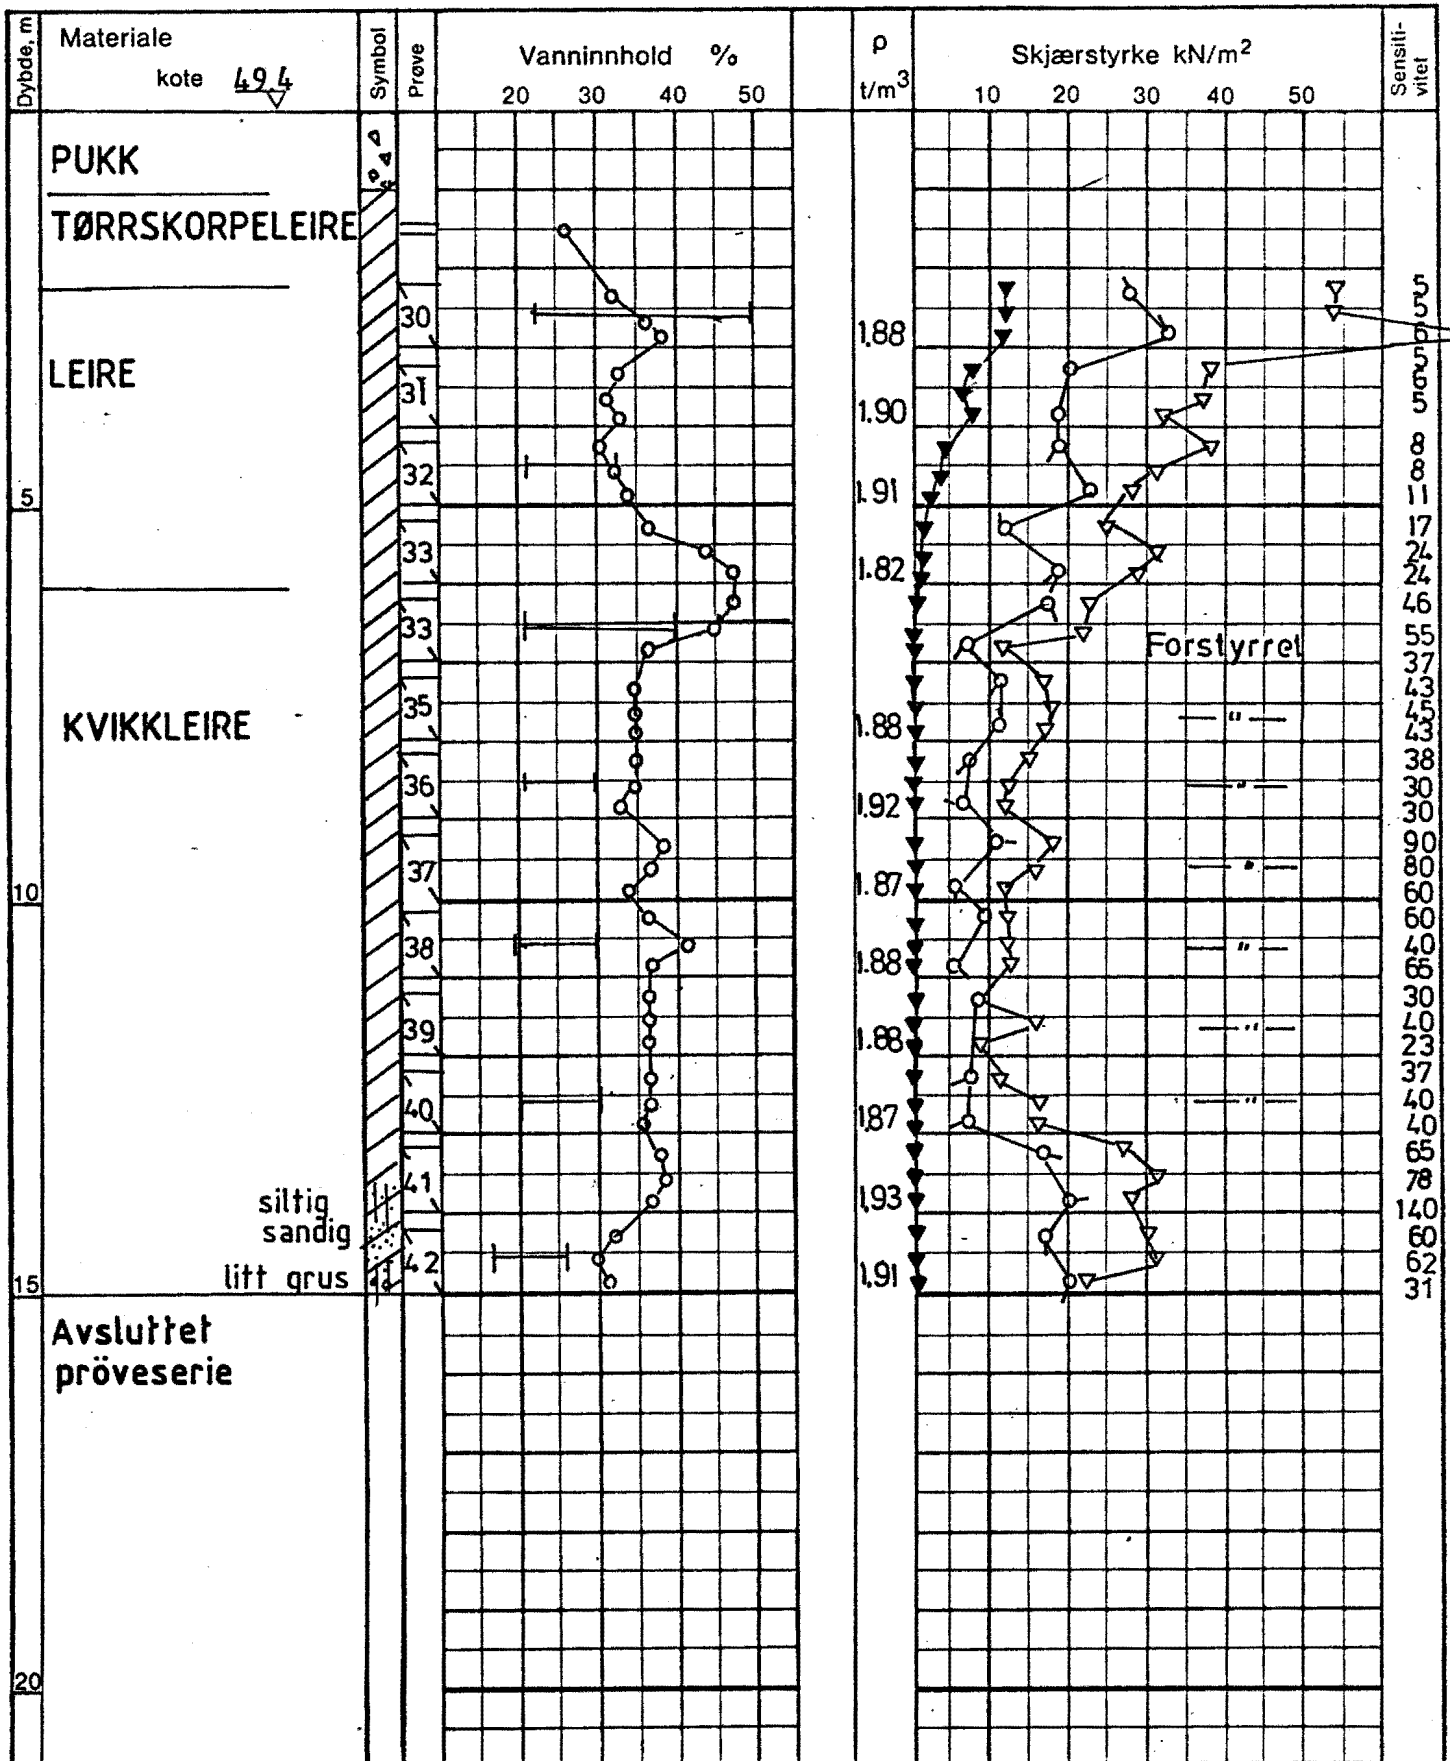 Dybde, m
Materiale
kote 49.4
Symbol
Prøve
Vanninnhold %
20 30 40 50
ρ
t/m³
Skjærstyrke kN/m²
10 20 30 40 50
Sensiti-
vitet
PUKK
TØRRSKORPELEIRE
LEIRE
KVIKKLEIRE
siltig
sandig
litt grus
Avsluttet
pröveserie
5
10
15
20
30
31
32
33
33
35
36
37
38
39
40
41
42
1.88
1.90
1.91
1.82
1.88
1.92
1.87
1.88
1.88
1.87
1.93
1.91
Forstyrret
— " —
— " —
— " —
— " —
— " —
— " —
5
5
6
5
6
5
8
8
11
17
24
24
46
55
37
43
45
43
38
30
30
90
80
60
60
40
65
30
40
23
37
40
40
65
78
140
60
62
31